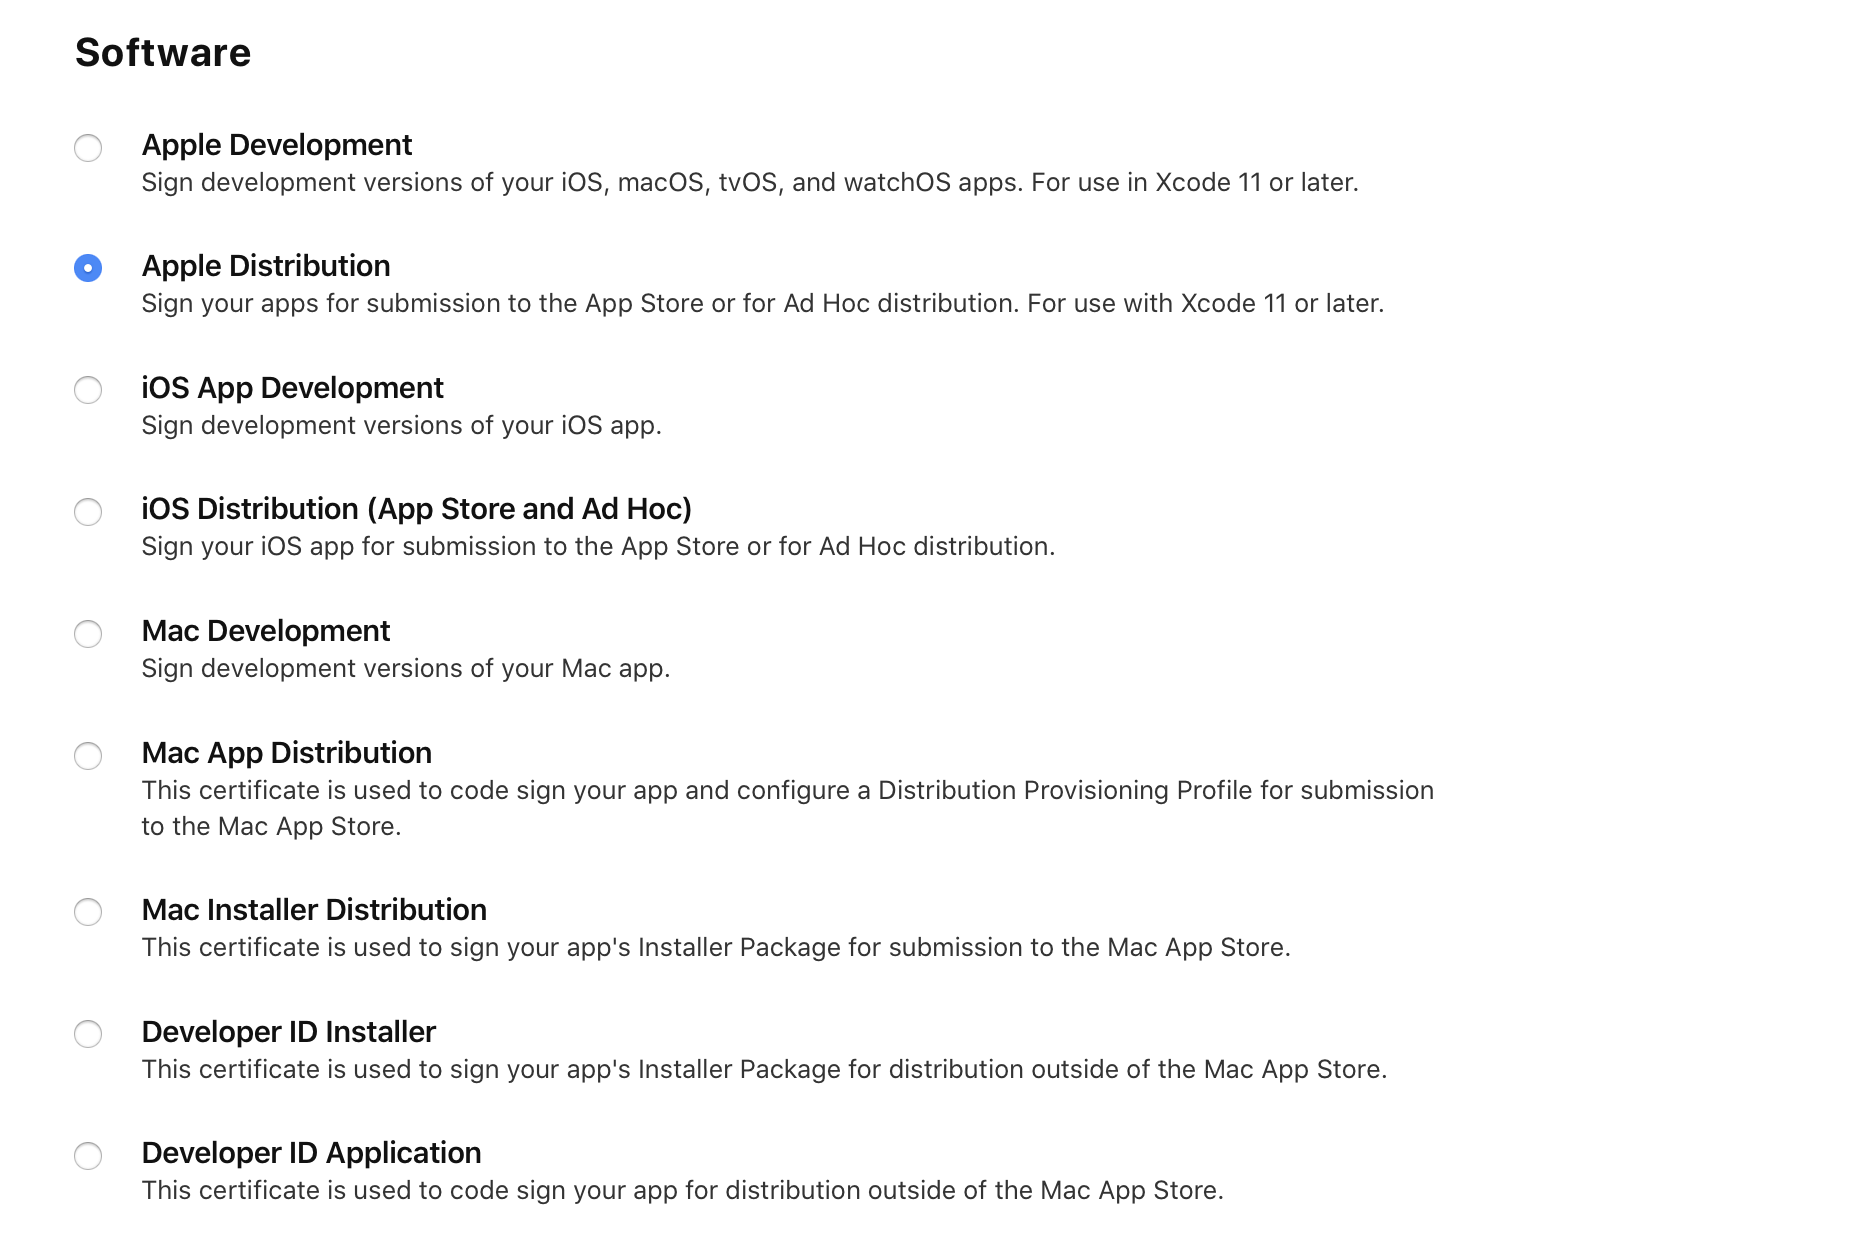 Software
Apple Development
Sign development versions of your iOS, macOS, tvOS, and watchOS apps. For use in Xcode 11 or later.
Apple Distribution
Sign your apps for submission to the App Store or for Ad Hoc distribution. For use with Xcode 11 or later.
iOS App Development
Sign development versions of your iOS app.
iOS Distribution (App Store and Ad Hoc)
Sign your iOS app for submission to the App Store or for Ad Hoc distribution.
Mac Development
Sign development versions of your Mac app.
Mac App Distribution
This certificate is used to code sign your app and configure a Distribution Provisioning Profile for submission
to the Mac App Store.
Mac Installer Distribution
This certificate is used to sign your app's Installer Package for submission to the Mac App Store.
Developer ID Installer
This certificate is used to sign your app's Installer Package for distribution outside of the Mac App Store.
Developer ID Application
This certificate is used to code sign your app for distribution outside of the Mac App Store.